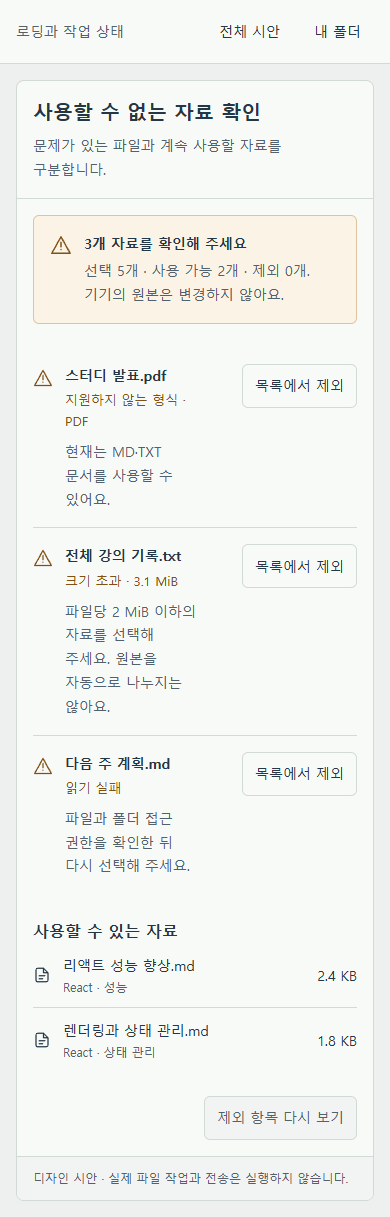 로딩과 작업 상태 전체 시안 내 폴더
사용할 수 없는 자료 확인
문제가 있는 파일과 계속 사용할 자료를
구분합니다.
3개 자료를 확인해 주세요
선택 5개 · 사용 가능 2개 · 제외 0개.
기기의 원본은 변경하지 않아요.
스터디 발표.pdf
목록에서 제외
지원하지 않는 형식 ·
PDF
현재는 MD·TXT
문서를 사용할 수
있어요.
전체 강의 기록.txt
목록에서 제외
크기 초과 · 3.1 MiB
파일당 2 MiB 이하의
자료를 선택해
주세요. 원본을
자동으로 나누지는
않아요.
다음 주 계획.md
목록에서 제외
읽기 실패
파일과 폴더 접근
권한을 확인한 뒤
다시 선택해 주세요.
사용할 수 있는 자료
리액트 성능 향상.md
React · 성능
2.4 KB
렌더링과 상태 관리.md
React · 상태 관리
1.8 KB
제외 항목 다시 보기
디자인 시안 · 실제 파일 작업과 전송은 실행하지 않습니다.